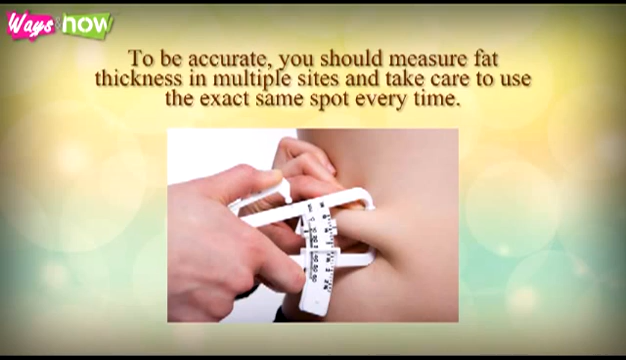 Ways&now
To be accurate, you should measure fat
thickness in multiple sites and take care to use
the exact same spot every time.